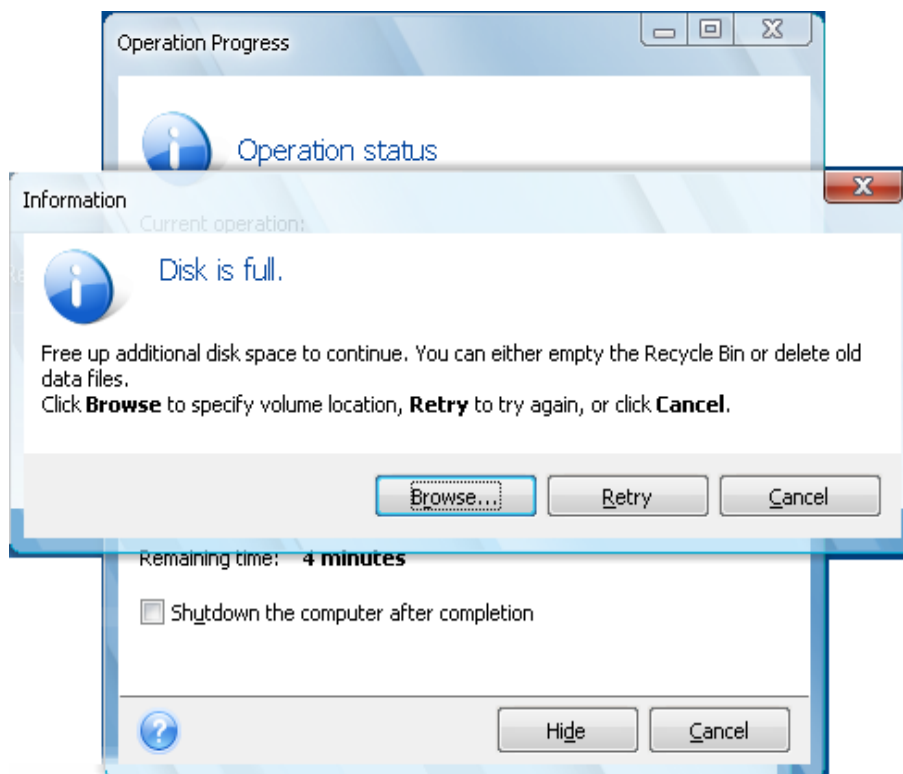 Operation Progress
Operation status
Information
Current operation:
Disk is full.
Free up additional disk space to continue. You can either empty the Recycle Bin or delete old
data files.
Click Browse to specify volume location, Retry to try again, or click Cancel.
Browse...
Retry
Cancel
Remaining time: 4 minutes
Shutdown the computer after completion
Hide
Cancel